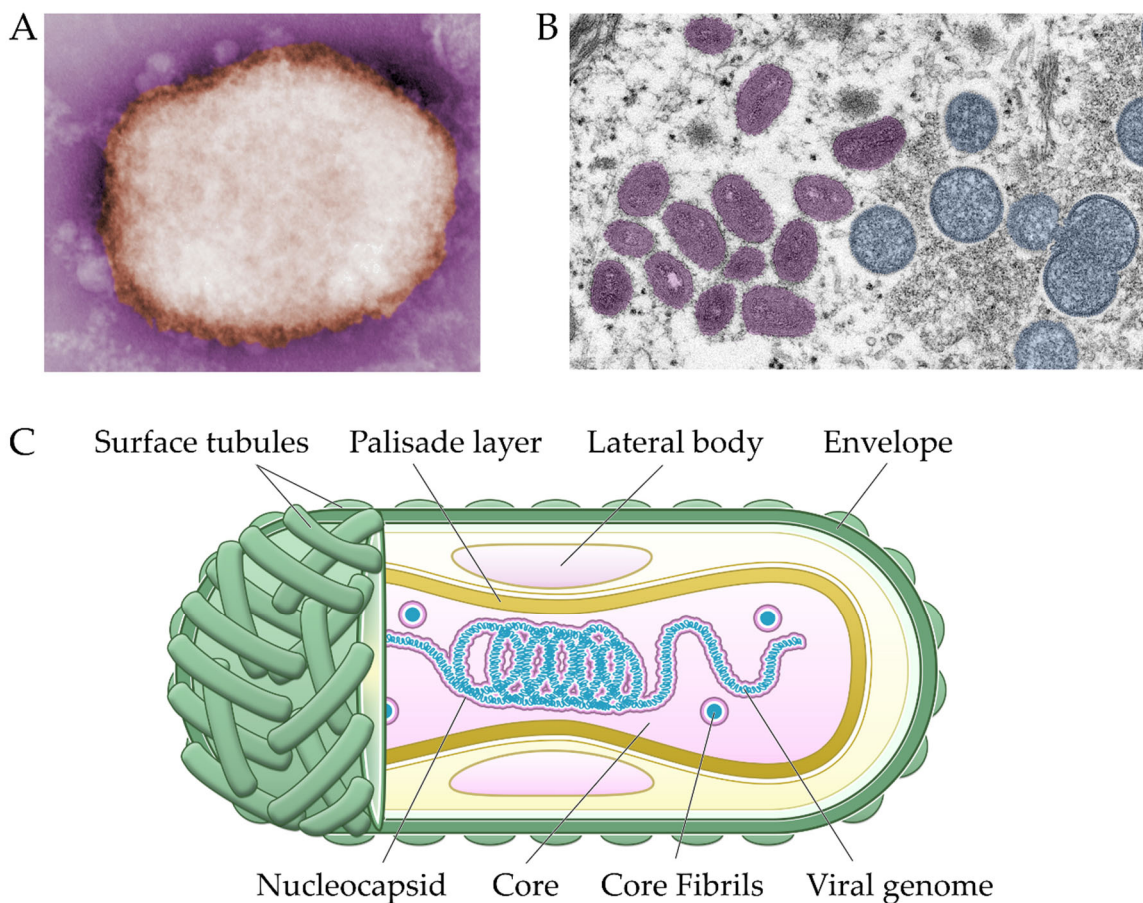 A
B
C
Surface tubules Palisade layer Lateral body Envelope
Nucleocapsid Core Core Fibrils Viral genome